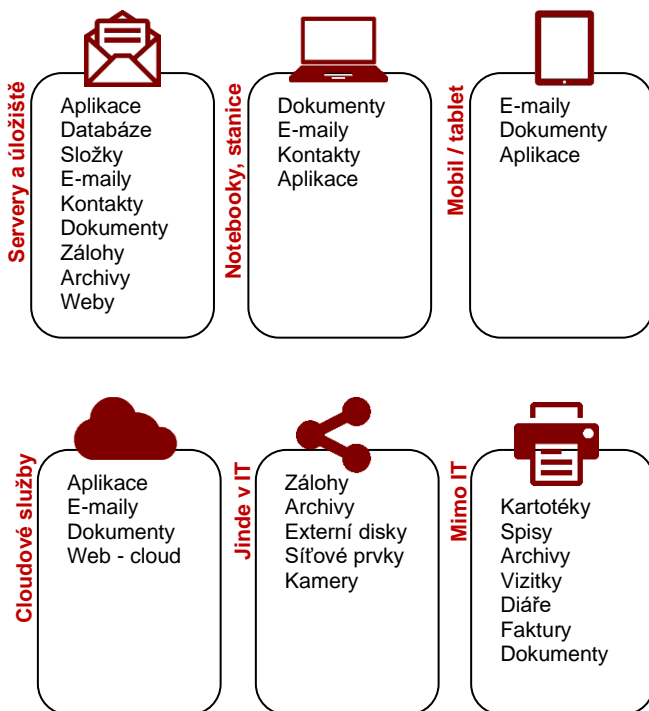 Servery a úložiště
Aplikace
Databáze
Složky
E-maily
Kontakty
Dokumenty
Zálohy
Archivy
Weby
Notebooky, stanice
Dokumenty
E-maily
Kontakty
Aplikace
Mobil / tablet
E-maily
Dokumenty
Aplikace
Cloudové služby
Aplikace
E-maily
Dokumenty
Web - cloud
Jinde v IT
Zálohy
Archivy
Externí disky
Síťové prvky
Kamery
Mimo IT
Kartotéky
Spisy
Archivy
Vizitky
Diáře
Faktury
Dokumenty